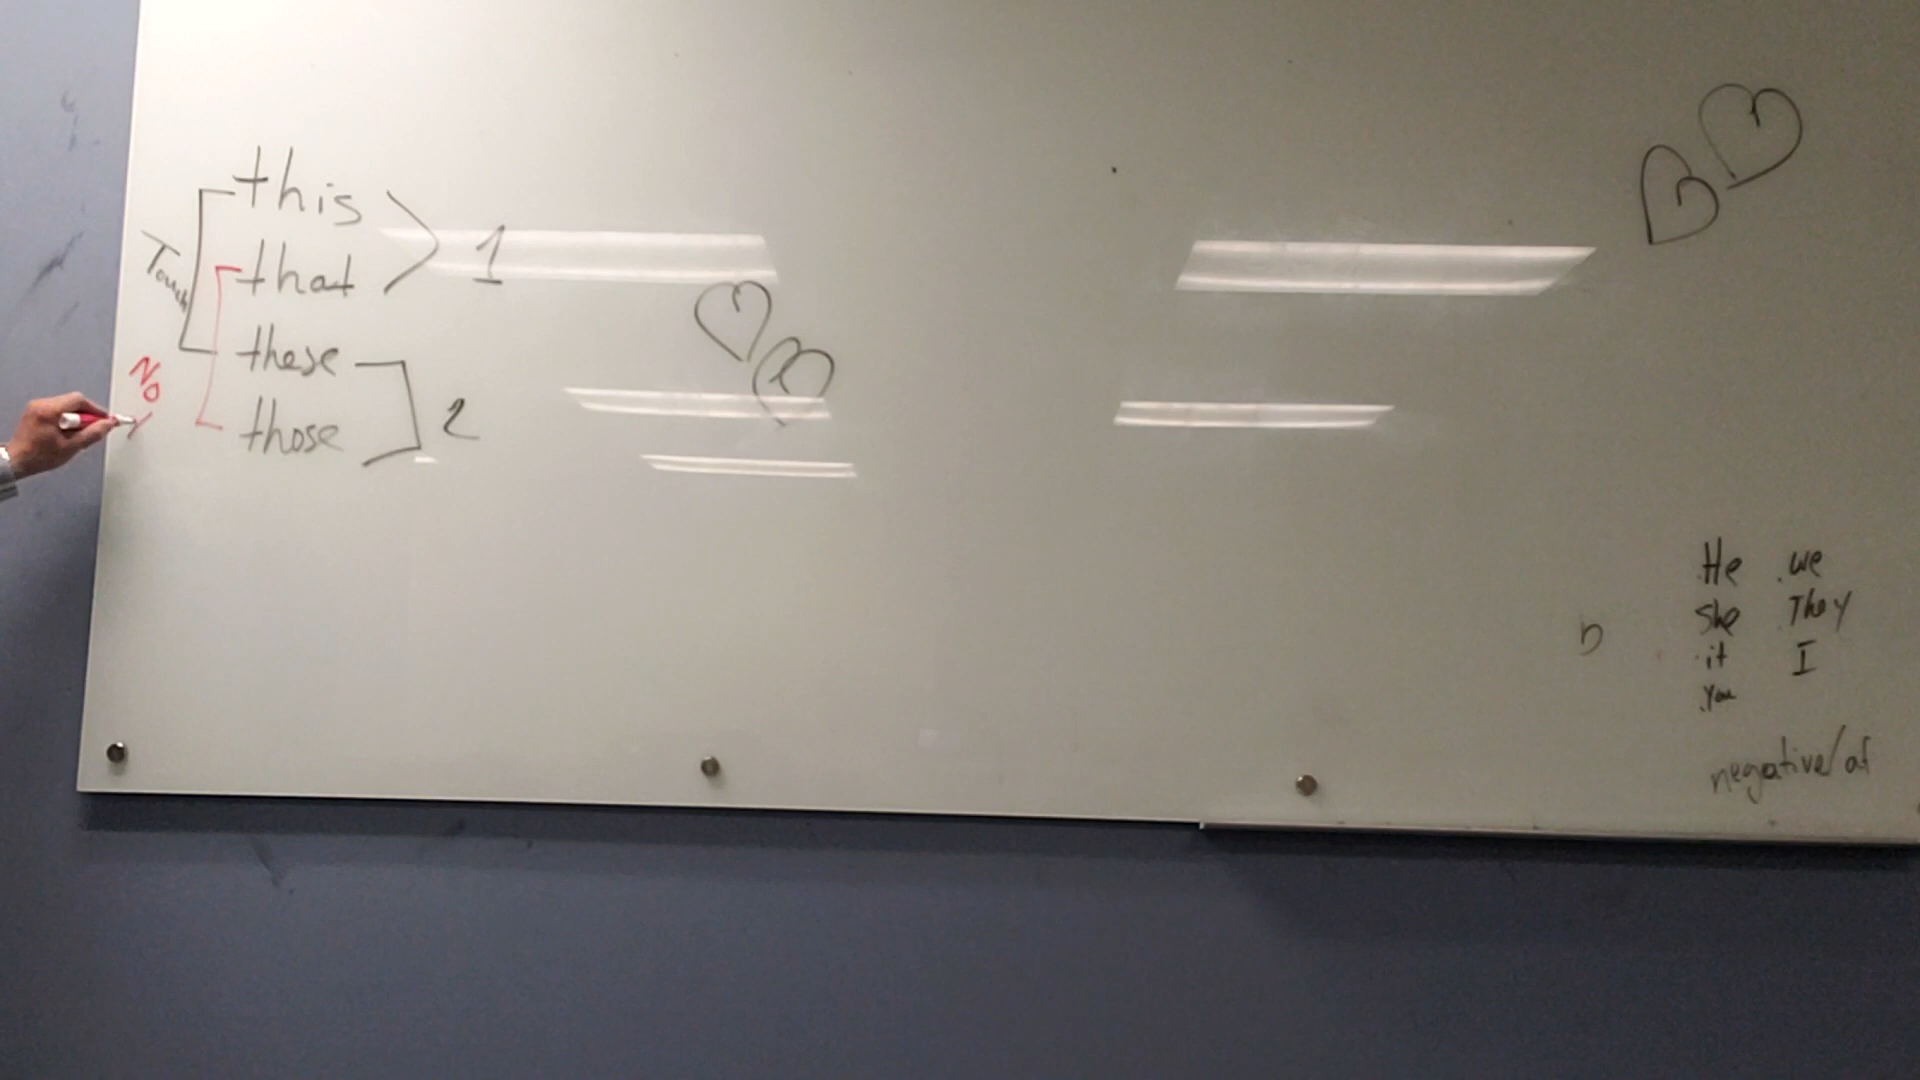 this
that
these
those
1
2
Touch
No
He we
She They
it I
You
negative/af